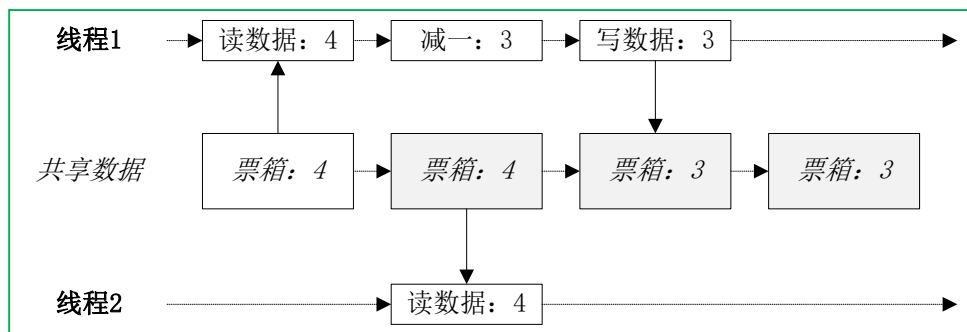 线程1 读数据：4 减一：3 写数据：3
共享数据 票箱：4 票箱：4 票箱：3 票箱：3
线程2 读数据：4